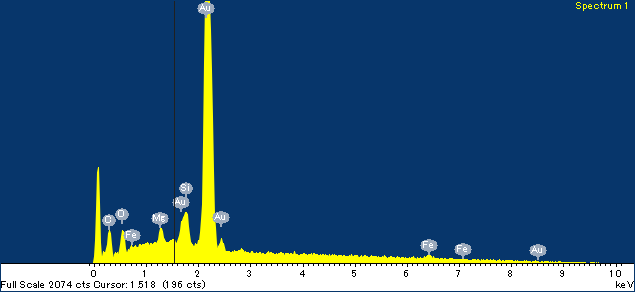 Spectrum 1
Au
Si
Au
C
O
Mg
Au
Fe
Fe
Fe
Au
0 1 2 3 4 5 6 7 8 9 10
Full Scale 2074 cts Cursor: 1.518 (196 cts) keV